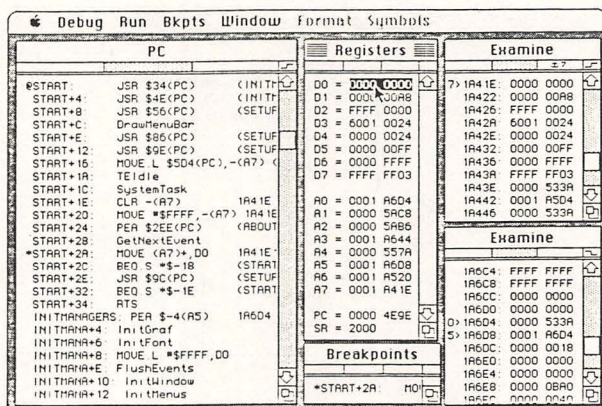 Debug Run Bkpts Window Format Symbols
PC
@START: JSR $34(PC) (INITM
START+4: JSR $4E(PC) (INITM
START+8 JSR $56(PC) (SETUF
START+C: DrawMenuBar
START+E: JSR $86(PC) (SETUF
START+12: JSR $9E(PC) (SETUF
START+16: MOVE.L $5D4(PC),-(A7) (
START+1A: TEIdle
START+1C: SystemTask
START+1E: CLR -(A7) 1A41E
START+20: MOVE #$FFFF,-(A7) 1A41E
START+24: PEA $2EE(PC) (ABOUT
START+28: GetNextEvent
*START+2A: MOVE (A7)+,D0 1A41E
START+2C: BEQ.S *$-18 (START
START+2E: JSR $9C(PC) (SETUF
START+32: BEQ.S *$-1E (START
START+34: RTS
INITMANAGERS: PEA $-4(A5) 1A6D4
INITMANA+4: InitGraf
INITMANA+6: InitFont
INITMANA+8: MOVE.L #$FFFF,D0
INITMANA+E: FlushEvents
INITMANA+10: InitWindow
INITMANA+12 InitMenus
Registers
D0 = 0000 0000
D1 = 0000 00A8
D2 = FFFF 0000
D3 = 6001 0024
D4 = 0000 0024
D5 = 0000 00FF
D6 = 0000 FFFF
D7 = FFFF FF03
A0 = C001 A6D4
A1 = 0000 5AC8
A2 = 0000 5AB6
A3 = 0001 A644
A4 = 0000 557A
A5 = 0001 A6D8
A6 = 0001 A520
A7 = 0001 A41E
PC = 0000 4E9E
SR = 2000
Breakpoints
*START+2A: MO
Examine
±7
7> 1A41E: 0000 0000
1A422: 0000 00A8
1A426: FFFF 0000
1A42A: 6001 0024
1A42E: 0000 0024
1A432: 0000 00FF
1A436: 0000 FFFF
1A43A: FFFF FF03
1A43E: 0000 533A
1A442: 0001 A5D4
1A446 0000 533A
Examine
1A6C4: FFFF FFFF
1A6C8: FFFF FFFF
1A6CC: 0000 0000
1A6D0: 0000 0000
0> 1A6D4: 0000 533A
5> 1A6D8: 0001 A6D4
1A6DC: 0000 0018
1A6E0: 0000 0000
1A6E4: 0000 0000
1A6E8: 0000 0BA0
1A6EC 0000 0040